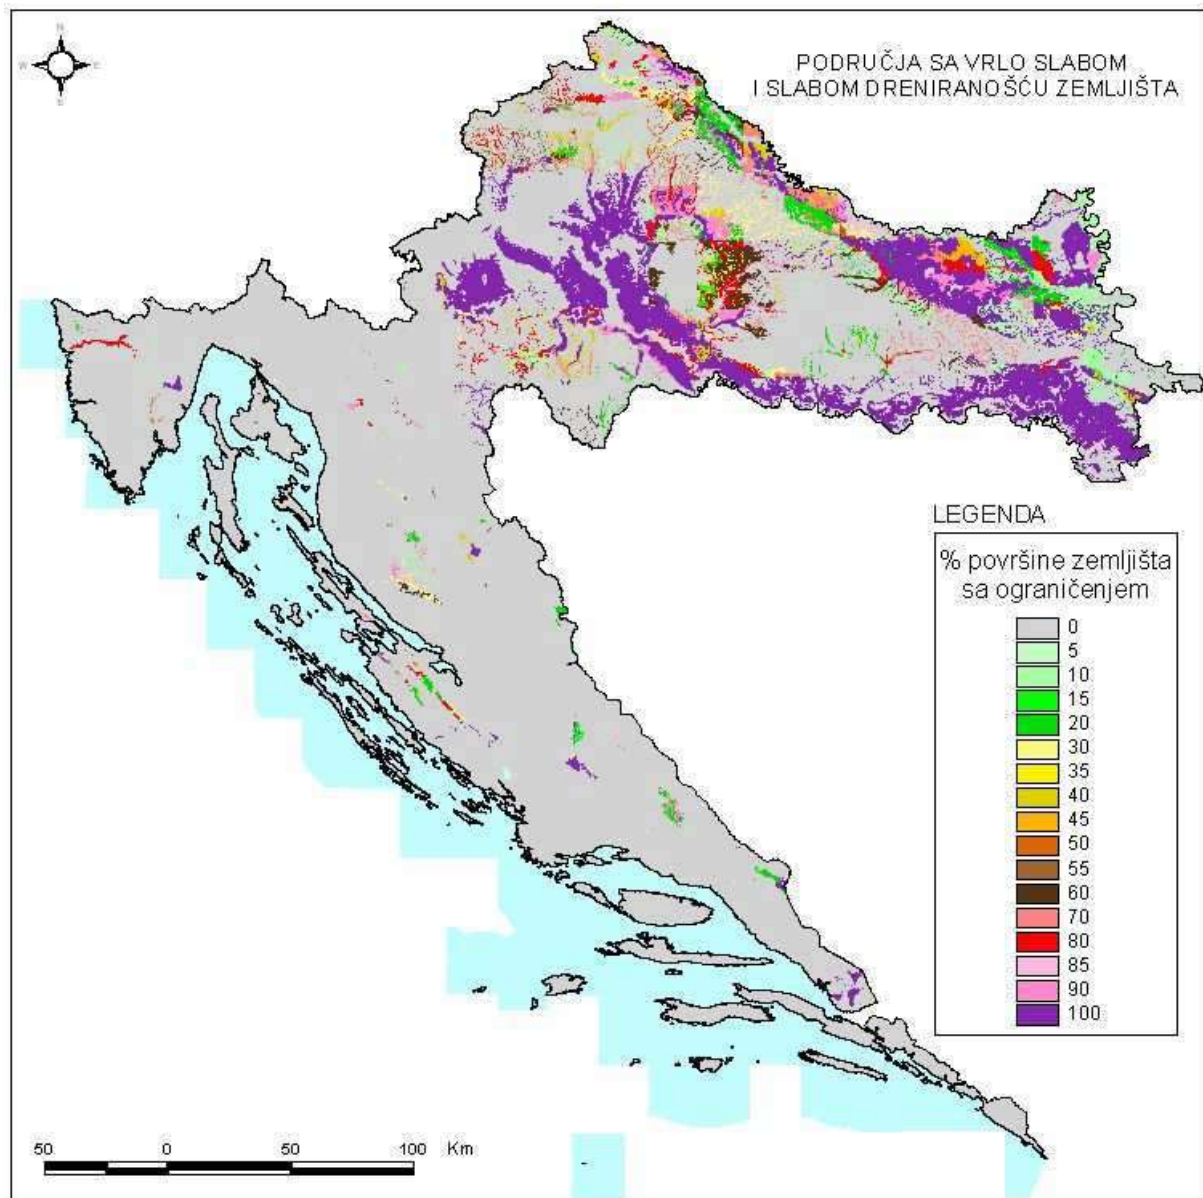 N
W
E
S
PODRUČJA SA VRLO SLABOM
I SLABOM DRENIRANOŠĆU ZEMLJIŠTA
LEGENDA
% površine zemljišta
sa ograničenjem
0
5
10
15
20
30
35
40
45
50
55
60
70
80
85
90
100
50 0 50 100 Km